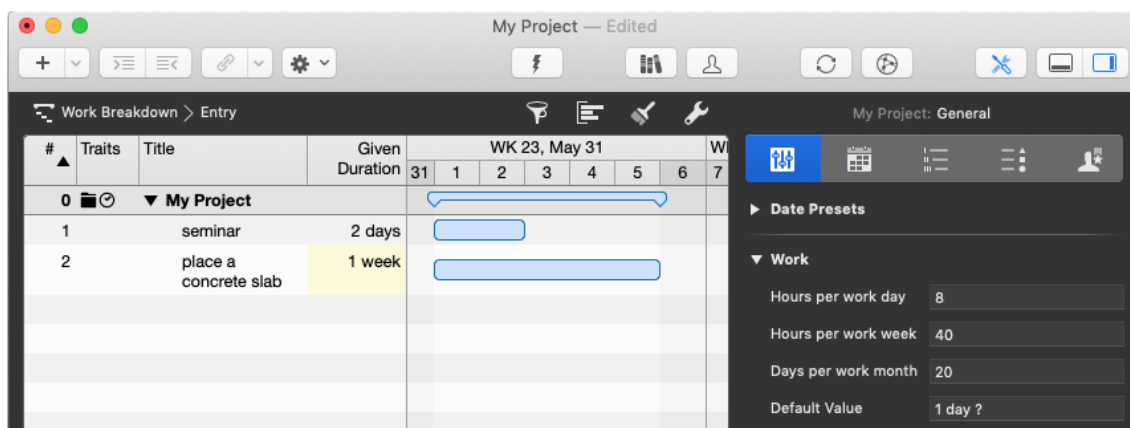 My Project — Edited
Work Breakdown > Entry
My Project: General
# Traits Title Given Duration WK 23, May 31 WI
31 1 2 3 4 5 6 7
0 My Project
1 seminar 2 days
2 place a concrete slab 1 week
Date Presets
Work
Hours per work day 8
Hours per work week 40
Days per work month 20
Default Value 1 day ?